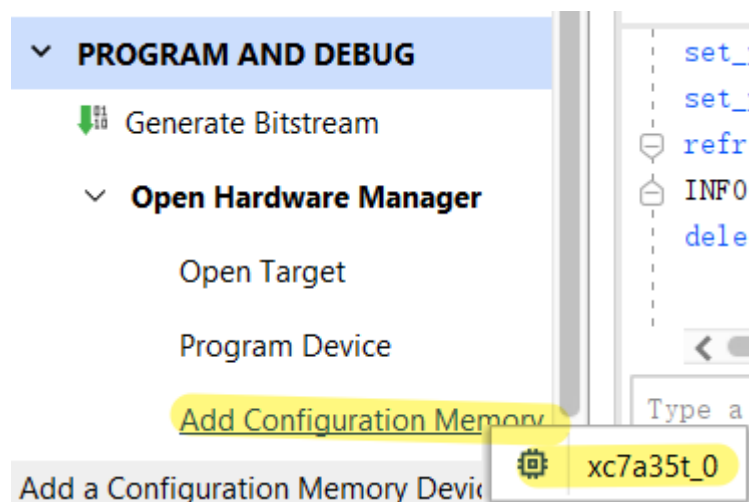 PROGRAM AND DEBUG
Generate Bitstream
Open Hardware Manager
Open Target
Program Device
Add Configuration Memory
xc7a35t_0
Add a Configuration Memory
set_
set_
refr
INFO
dele
Type a